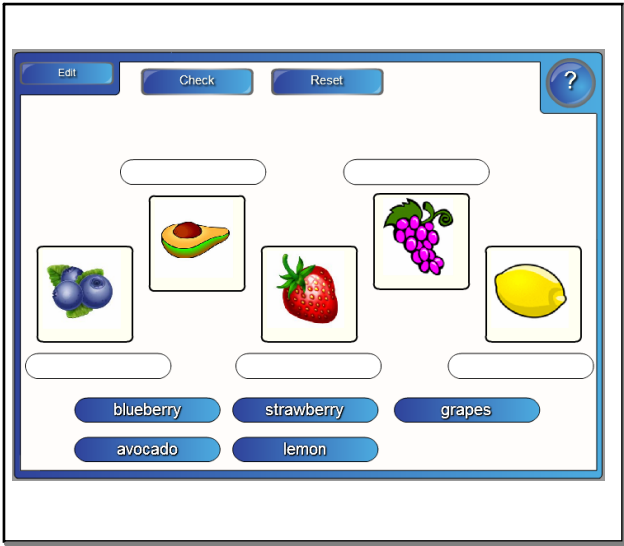 Edit
Check
Reset
?
blueberry
strawberry
grapes
avocado
lemon